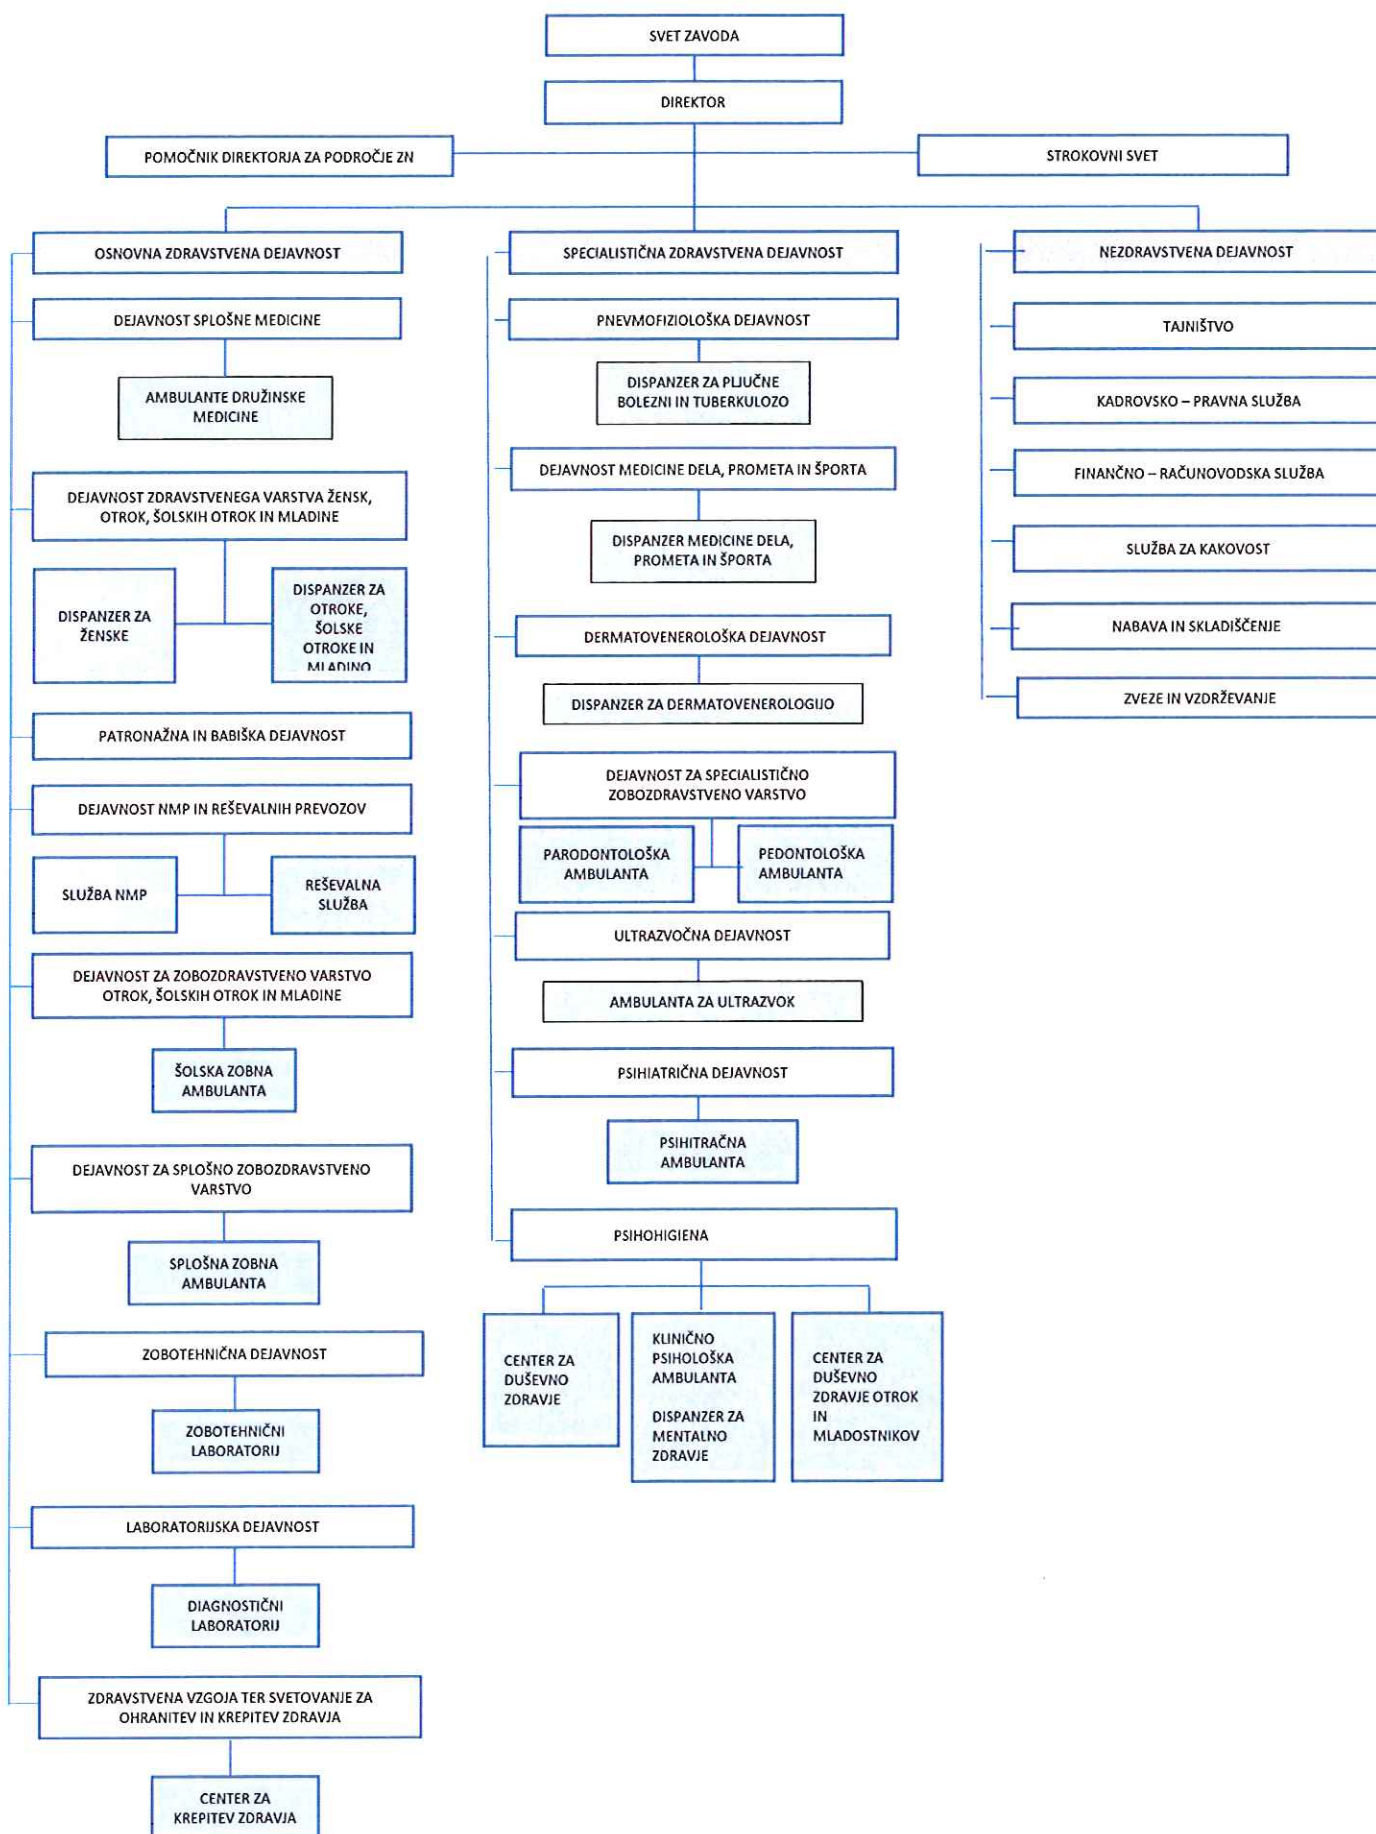 SVET ZAVODA
DIREKTOR
POMOČNIK DIREKTORJA ZA PODROČJE ZN
STROKOVNI SVET
OSNOVNA ZDRAVSTVENA DEJAVNOST
DEJAVNOST SPLOŠNE MEDICINE
AMBULANTE DRUŽINSKE
MEDICINE
DEJAVNOST ZDRAVSTVENEGA VARSTVA ŽENSK,
OTROK, ŠOLSKIH OTROK IN MLADINE
DISPANZER ZA
ŽENSKE
DISPANZER ZA
OTROKE,
ŠOLSKE
OTROKE IN
MLADINO
PATRONAŽNA IN BABIŠKA DEJAVNOST
DEJAVNOST NMP IN REŠEVALNIH PREVOZOV
SLUŽBA NMP
REŠEVALNA
SLUŽBA
DEJAVNOST ZA ZOBOZDRAVSTVENO VARSTVO
OTROK, ŠOLSKIH OTROK IN MLADINE
ŠOLSKA ZOBNA
AMBULANTA
DEJAVNOST ZA SPLOŠNO ZOBOZDRAVSTVENO
VARSTVO
SPLOŠNA ZOBNA
AMBULANTA
ZOBOTEHNIČNA DEJAVNOST
ZOBOTEHNIČNI
LABORATORIJ
LABORATORIJSKA DEJAVNOST
DIAGNOSTIČNI
LABORATORIJ
ZDRAVSTVENA VZGOJA TER SVETOVANJE ZA
OHRANITEV IN KREPITEV ZDRAVJA
CENTER ZA
KREPITEV ZDRAVJA
SPECIALISTIČNA ZDRAVSTVENA DEJAVNOST
PNEVMOFIZIOLOŠKA DEJAVNOST
DISPANZER ZA PLJUČNE
BOLEZNI IN TUBERKULOZO
DEJAVNOST MEDICINE DELA, PROMETA IN ŠPORTA
DISPANZER MEDICINE DELA,
PROMETA IN ŠPORTA
DERMATOVENEROLOŠKA DEJAVNOST
DISPANZER ZA DERMATOVENEROLOGIJO
DEJAVNOST ZA SPECIALISTIČNO
ZOBOZDRAVSTVENO VARSTVO
PARODONTOLOŠKA
AMBULANTA
PEDONTOLOŠKA
AMBULANTA
ULTRAZVOČNA DEJAVNOST
AMBULANTA ZA ULTRAZVOK
PSIHIATRIČNA DEJAVNOST
PSIHITRAČNA
AMBULANTA
PSIHOHIGIENA
CENTER ZA
DUŠEVNO
ZDRAVJE
KLINIČNO
PSIHOLOŠKA
AMBULANTA
DISPANZER ZA
MENTALNO
ZDRAVJE
CENTER ZA
DUŠEVNO
ZDRAVJE OTROK
IN
MLADOSTNIKOV
NEZDRAVSTVENA DEJAVNOST
TAJNIŠTVO
KADROVSKO – PRAVNA SLUŽBA
FINANČNO – RAČUNOVODSKA SLUŽBA
SLUŽBA ZA KAKOVOST
NABAVA IN SKLADIŠČENJE
ZVEZE IN VZDRŽEVANJE